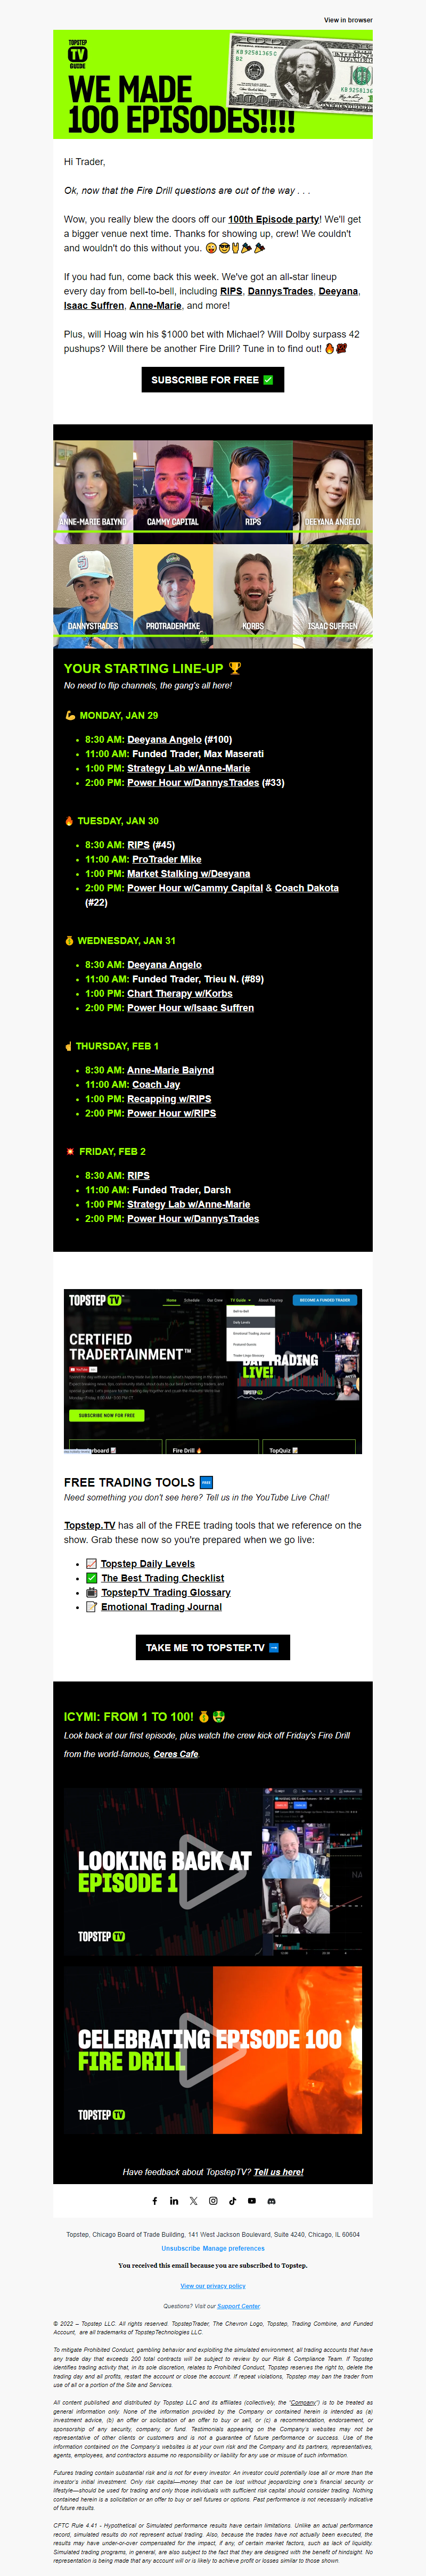 View in browser
TOPSTEP
TV
GUIDE
WE MADE
100 EPISODES!!!!
Hi Trader,
Ok, now that the Fire Drill questions are out of the way . . .
Wow, you really blew the doors off our 100th Episode party! We'll get
a bigger venue next time. Thanks for showing up, crew! We couldn't
and wouldn't do this without you. 😜😎🤘🎉🎉
If you had fun, come back this week. We've got an all-star lineup
every day from bell-to-bell, including RIPS, DannysTrades, Deeyana,
Isaac Suffren, Anne-Marie, and more!
Plus, will Hoag win his $1000 bet with Michael? Will Dolby surpass 42
pushups? Will there be another Fire Drill? Tune in to find out! 🔥
SUBSCRIBE FOR FREE ✅
ANNE-MARIE BAIYND
CAMMY CAPITAL
RIPS
DEEYANA ANGELO
DANNYSTRADES
PROTRADERMIKE
KORBS
ISAAC SUFFREN
YOUR STARTING LINE-UP 🏆
No need to flip channels, the gang's all here!
💪 MONDAY, JAN 29
• 8:30 AM: Deeyana Angelo (#100)
• 11:00 AM: Funded Trader, Max Maserati
• 1:00 PM: Strategy Lab w/Anne-Marie
• 2:00 PM: Power Hour w/DannysTrades (#33)
🔥 TUESDAY, JAN 30
• 8:30 AM: RIPS (#45)
• 11:00 AM: ProTrader Mike
• 1:00 PM: Market Stalking w/Deeyana
• 2:00 PM: Power Hour w/Cammy Capital & Coach Dakota
(#22)
🥇 WEDNESDAY, JAN 31
• 8:30 AM: Deeyana Angelo
• 11:00 AM: Funded Trader, Trieu N. (#89)
• 1:00 PM: Chart Therapy w/Korbs
• 2:00 PM: Power Hour w/Isaac Suffren
☝ THURSDAY, FEB 1
• 8:30 AM: Anne-Marie Baiynd
• 11:00 AM: Coach Jay
• 1:00 PM: Recapping w/RIPS
• 2:00 PM: Power Hour w/RIPS
💥 FRIDAY, FEB 2
• 8:30 AM: RIPS
• 11:00 AM: Funded Trader, Darsh
• 1:00 PM: Strategy Lab w/Anne-Marie
• 2:00 PM: Power Hour w/DannysTrades
TOPSTEP TV
Home Schedule Our Crew TV Guide About Topstep
BECOME A FUNDED TRADER
Daily Levels
Emotional Trading Journal
CERTIFIED
TRADERTAINMENT™
DAY TRADING
LIVE!
SUBSCRIBE NOW FOR FREE
Fire Drill 🔥
TopQuiz
FREE TRADING TOOLS 🆓
Need something you don't see here? Tell us in the YouTube Live Chat!
Topstep.TV has all of the FREE trading tools that we reference on the
show. Grab these now so you're prepared when we go live:
• 📈 Topstep Daily Levels
• ✅ The Best Trading Checklist
• 📺 TopstepTV Trading Glossary
• 📝 Emotional Trading Journal
TAKE ME TO TOPSTEP.TV ➡
ICYMI: FROM 1 TO 100! 🥇🤑
Look back at our first episode, plus watch the crew kick off Friday's Fire Drill
from the world-famous, Ceres Cafe.
LOOKING BACK AT
EPISODE 1
TOPSTEP TV
CELEBRATING EPISODE 100
FIRE DRILL
TOPSTEP TV
Have feedback about TopstepTV? Tell us here!
Topstep, Chicago Board of Trade Building, 141 West Jackson Boulevard, Suite 4240, Chicago, IL 60604
Unsubscribe Manage preferences
You received this email because you are subscribed to Topstep.
View our privacy policy
Questions? Visit our Support Center.
© 2022 – Topstep LLC. All rights reserved. TopstepTrader, The Chevron Logo, Topstep, Trading Combine, and Funded
Account, are all trademarks of TopstepTechnologies LLC.
To mitigate Prohibited Conduct, gambling behavior and exploiting the simulated environment, all trading accounts that have
any trade day that exceeds 200 total contracts will be subject to review by our Risk & Compliance Team. If Topstep
identifies trading activity that, in its sole discretion, relates to Prohibited Conduct, Topstep reserves the right to, delete the
trading day and all profits, restart the account or close the account. If repeat violations, Topstep may ban the trader from
use of all or a portion of the Site and Services.
All content published and distributed by Topstep LLC and its affiliates (collectively, the "Company") is to be treated as
general information only. None of the information provided by the Company or contained herein is intended as (a)
investment advice, (b) an offer or solicitation of an offer to buy or sell, or (c) a recommendation, endorsement, or
sponsorship of any security, company, or fund. Testimonials appearing on the Company's websites may not be
representative of other clients or customers and is not a guarantee of future performance or success. Use of the
information contained on the Company's websites is at your own risk and the Company and its partners, representatives,
agents, employees, and contractors assume no responsibility or liability for any use or misuse of such information.
Futures trading contain substantial risk and is not for every investor. An investor could potentially lose all or more than the
investor's initial investment. Only risk capital—money that can be lost without jeopardizing one's financial security or
lifestyle—should be used for trading and only those individuals with sufficient risk capital should consider trading. Nothing
contained herein is a solicitation or an offer to buy or sell futures or options. Past performance is not necessarily indicative
of future results.
CFTC Rule 4.41 - Hypothetical or Simulated performance results have certain limitations. Unlike an actual performance
record, simulated results do not represent actual trading. Also, because the trades have not actually been executed, the
results may have under-or-over compensated for the impact, if any, of certain market factors, such as lack of liquidity.
Simulated trading programs, in general, are also subject to the fact that they are designed with the benefit of hindsight. No
representation is being made that any account will or is likely to achieve profit or losses similar to those shown.